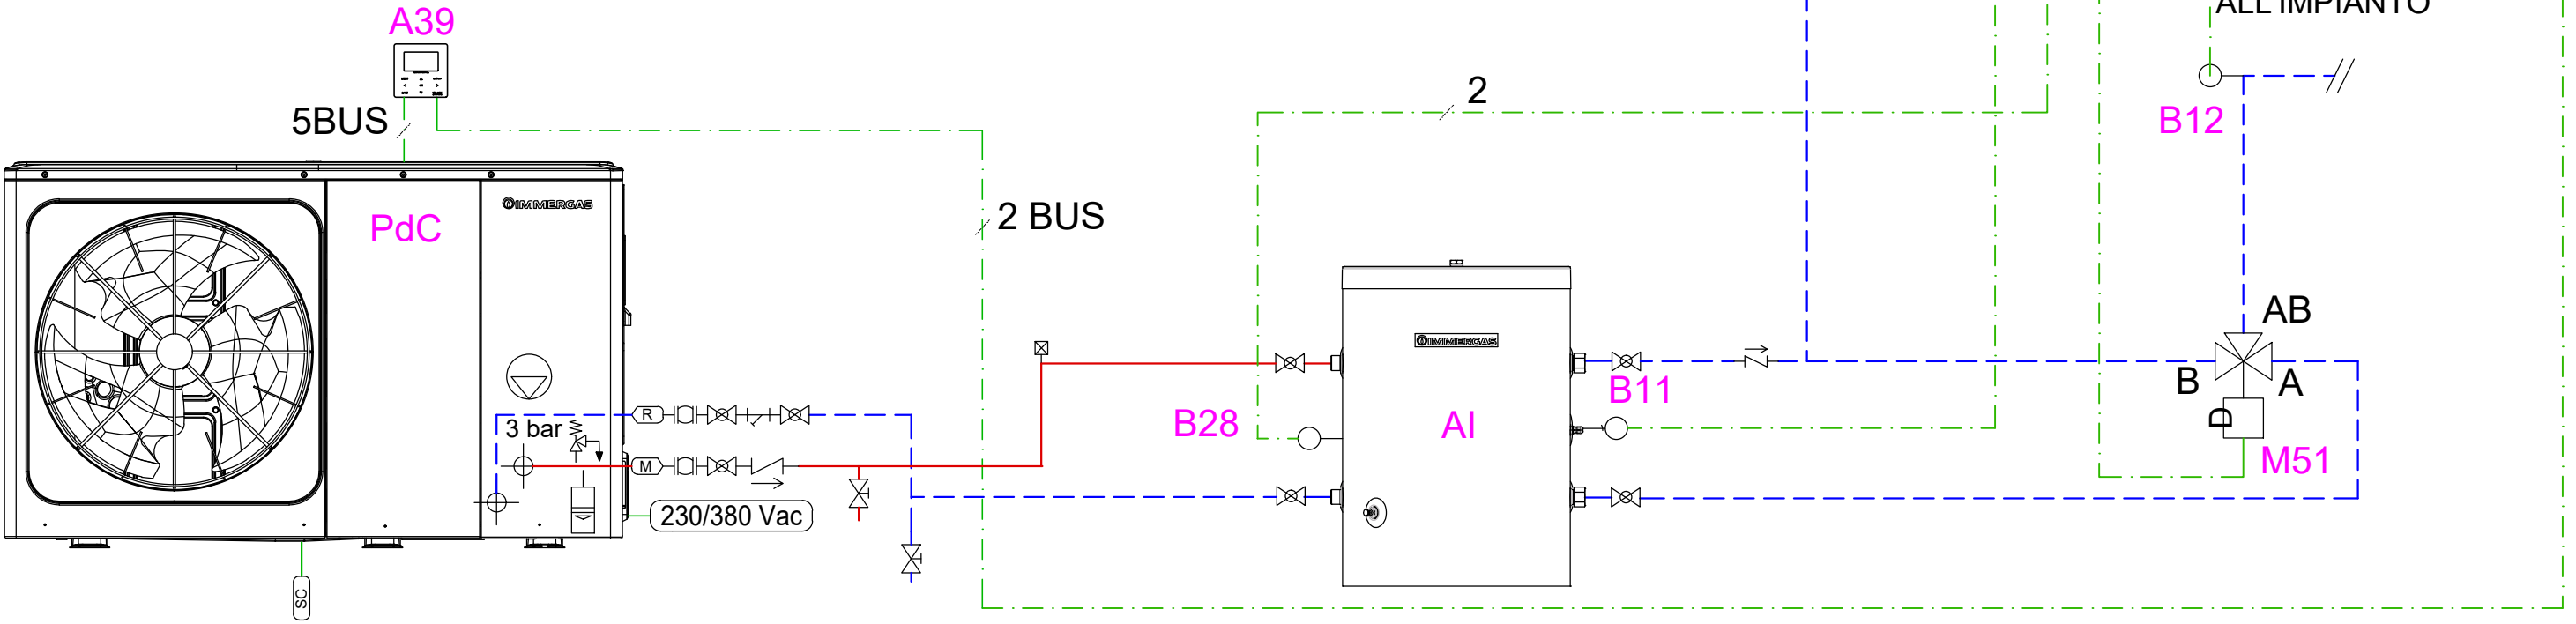 A39
ALL'IMPIANTO
5BUS
2
B12
PdC
IMMERGAS
2 BUS
AB
IMMERGAS
B
A
B11
R
3 bar
B28
AI
D
M
M51
230/380 Vac
SC